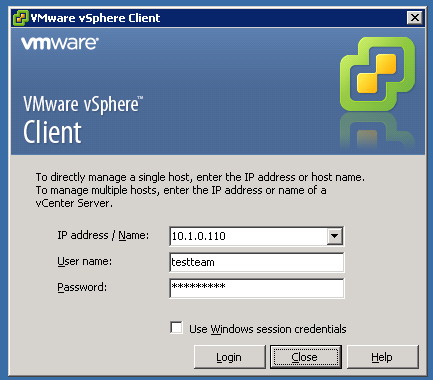 VMware vSphere Client
vmware®
VMware vSphere™
Client
To directly manage a single host, enter the IP address or host name.
To manage multiple hosts, enter the IP address or name of a
vCenter Server.
IP address / Name: 10.1.0.110
User name: testteam
Password: *********
Use Windows session credentials
Login Close Help